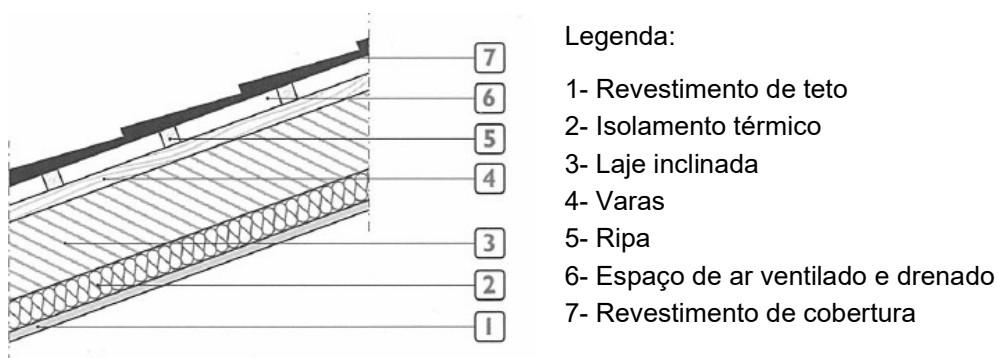 7
6
5
4
3
2
1
Legenda:
1- Revestimento de teto
2- Isolamento térmico
3- Laje inclinada
4- Varas
5- Ripa
6- Espaço de ar ventilado e drenado
7- Revestimento de cobertura